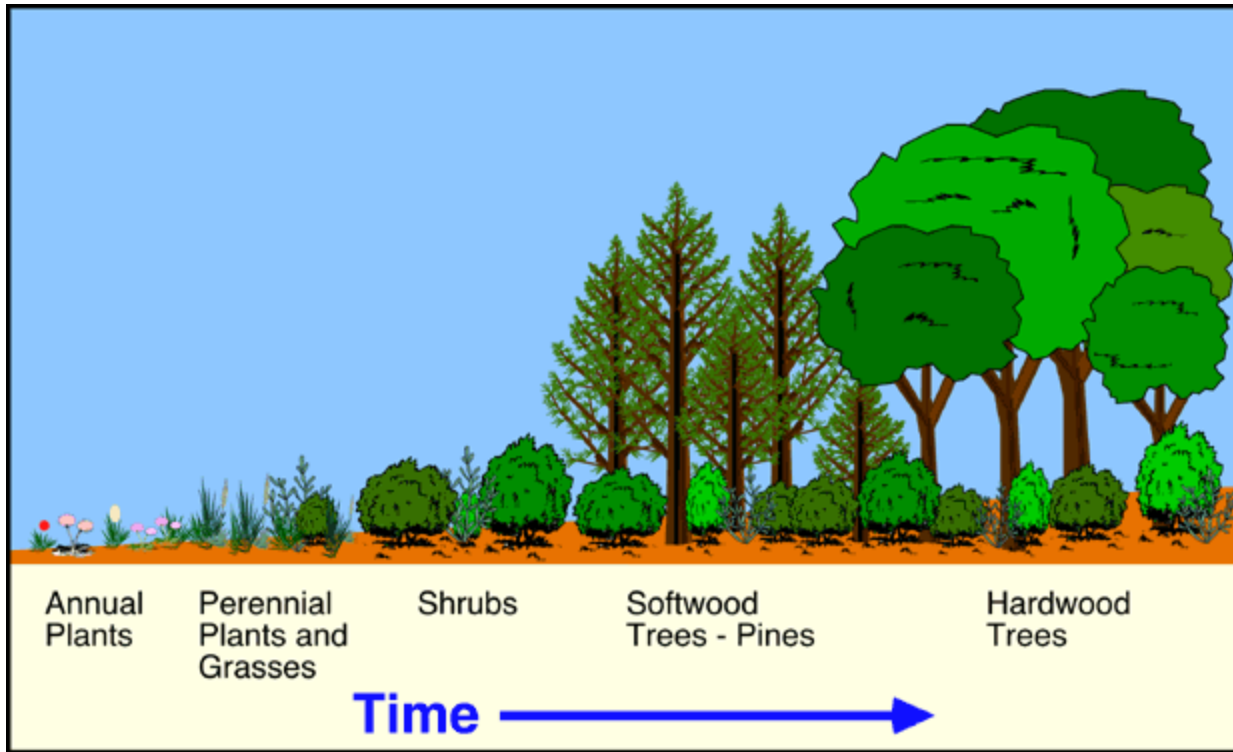 Annual
Plants
Perennial
Plants and
Grasses
Shrubs
Softwood
Trees - Pines
Hardwood
Trees
Time